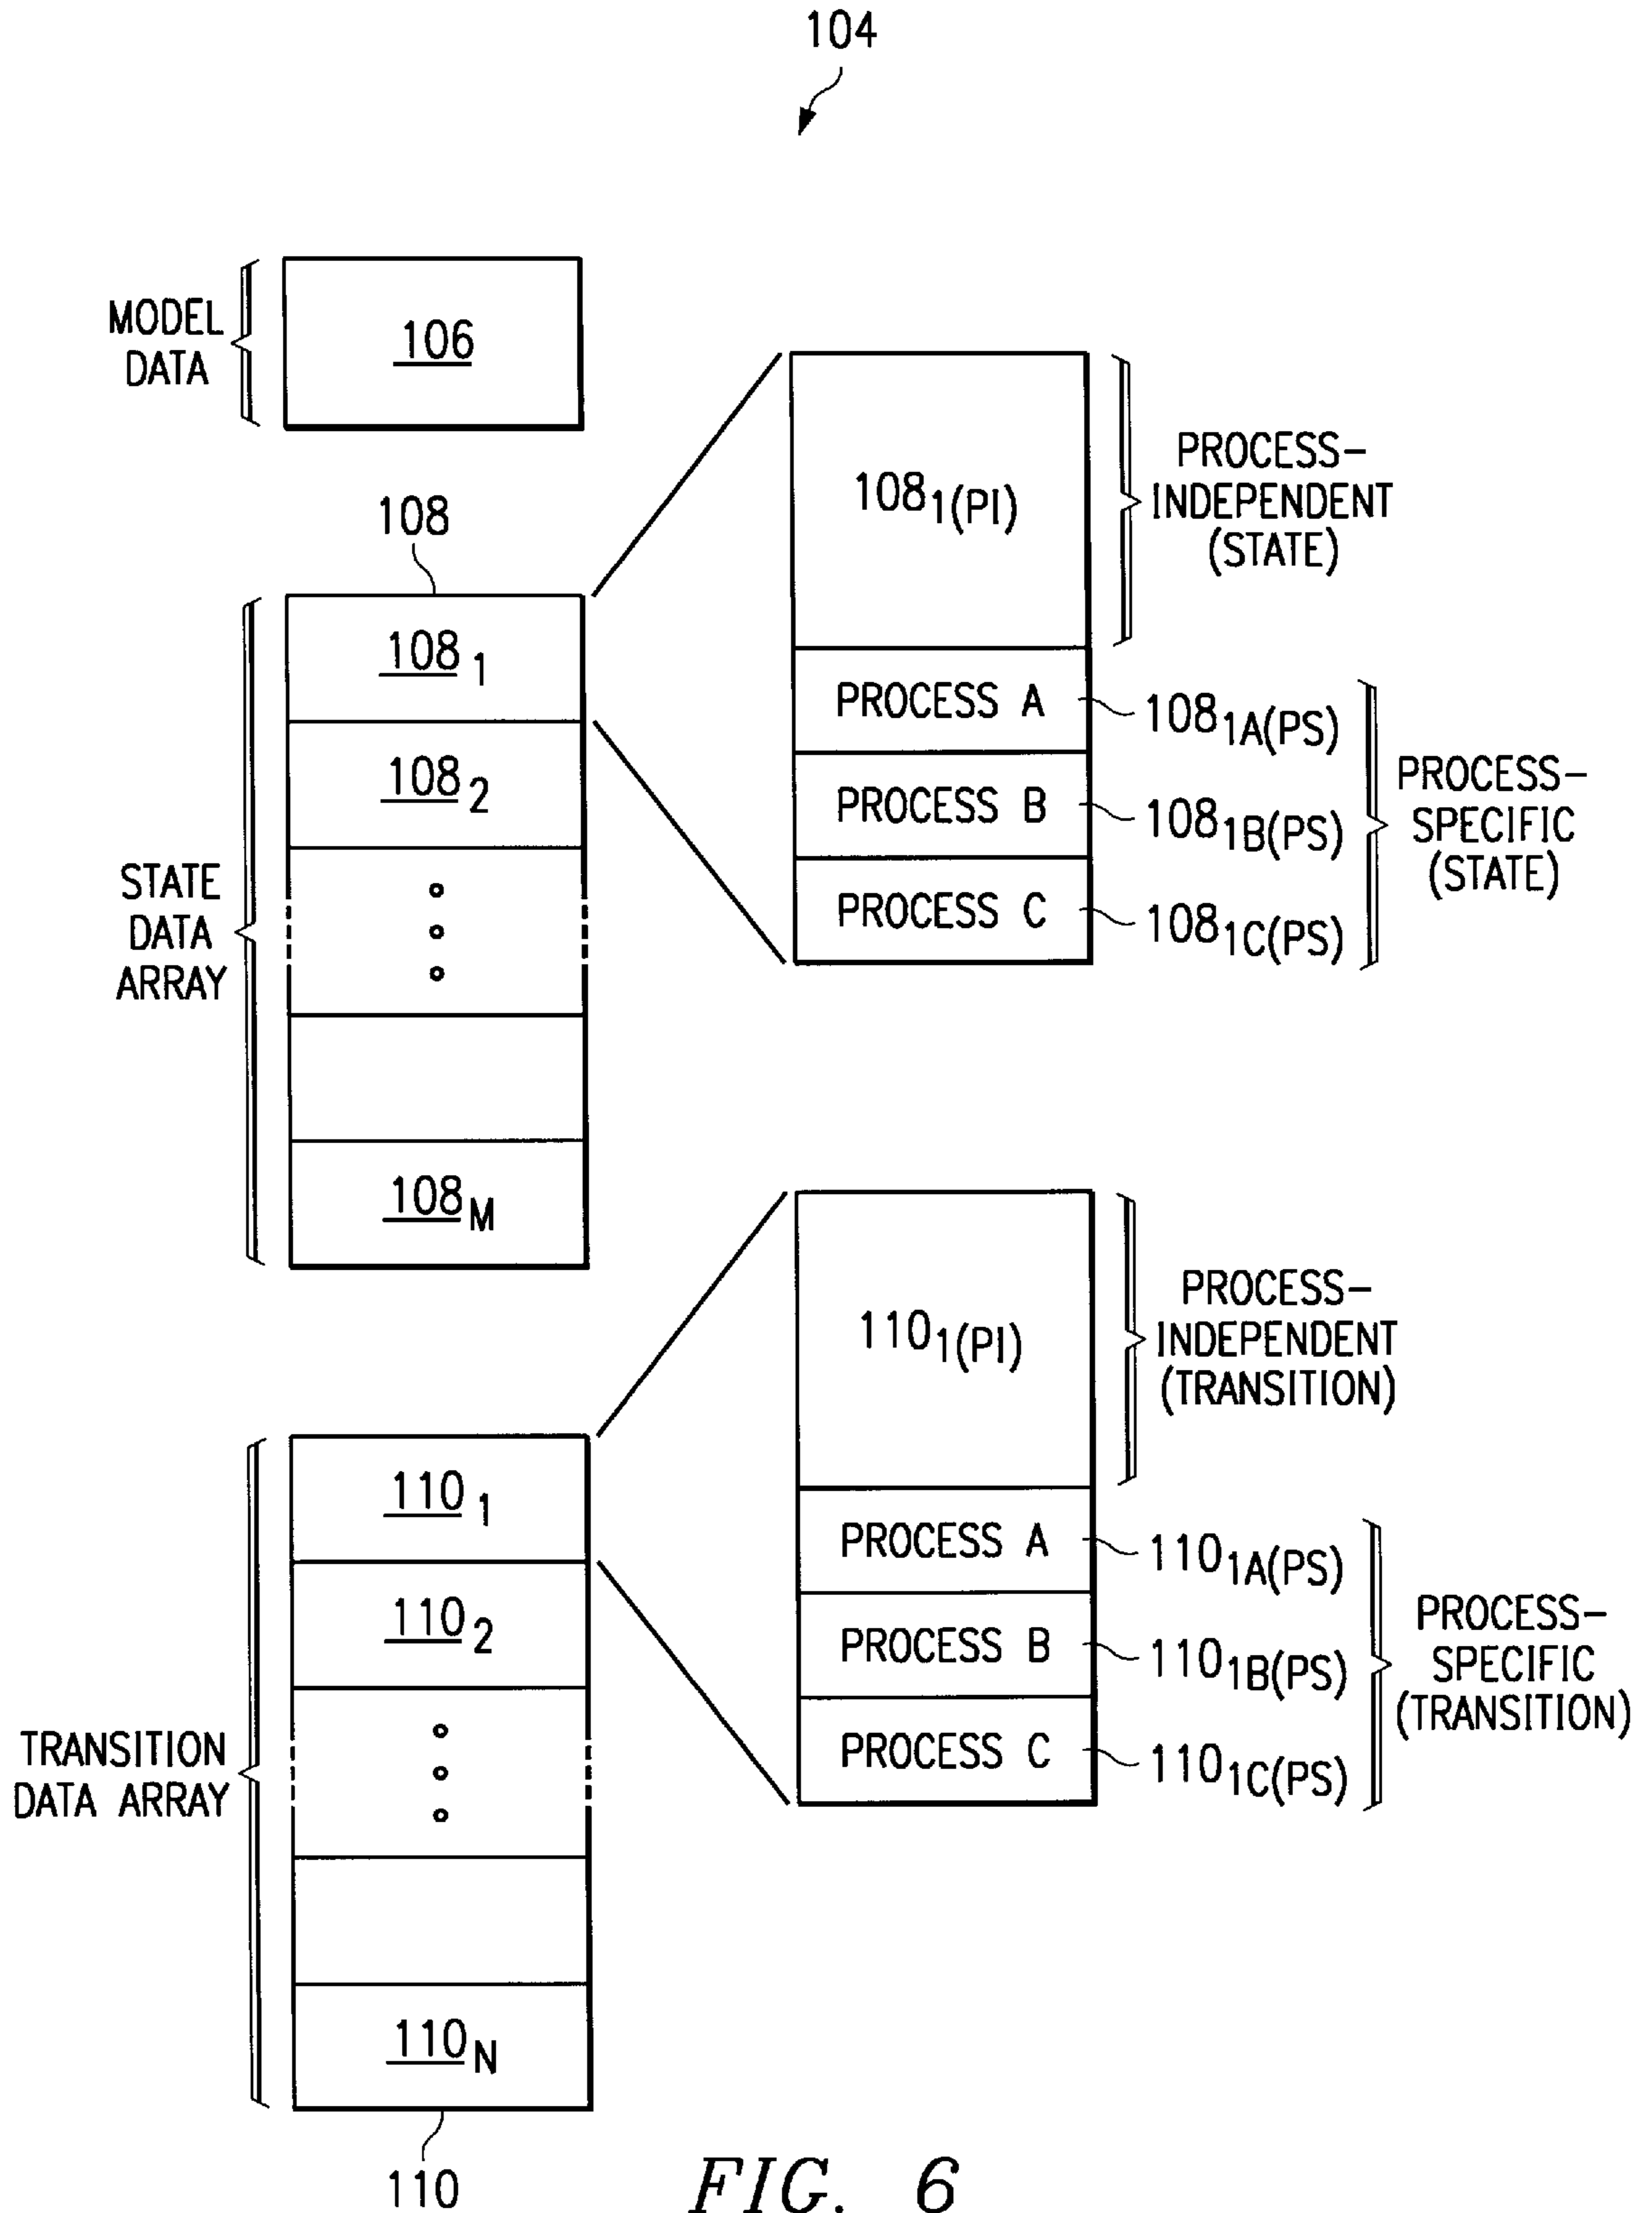 104
MODEL
DATA
106
108
108₁
108₂
STATE
DATA
ARRAY
108M
108₁(PI)
PROCESS-
INDEPENDENT
(STATE)
PROCESS A
108₁A(PS)
PROCESS B
108₁B(PS)
PROCESS C
108₁C(PS)
PROCESS-
SPECIFIC
(STATE)
110₁(PI)
PROCESS-
INDEPENDENT
(TRANSITION)
110₁
110₂
TRANSITION
DATA ARRAY
110N
110
PROCESS A
110₁A(PS)
PROCESS B
110₁B(PS)
PROCESS C
110₁C(PS)
PROCESS-
SPECIFIC
(TRANSITION)
FIG. 6